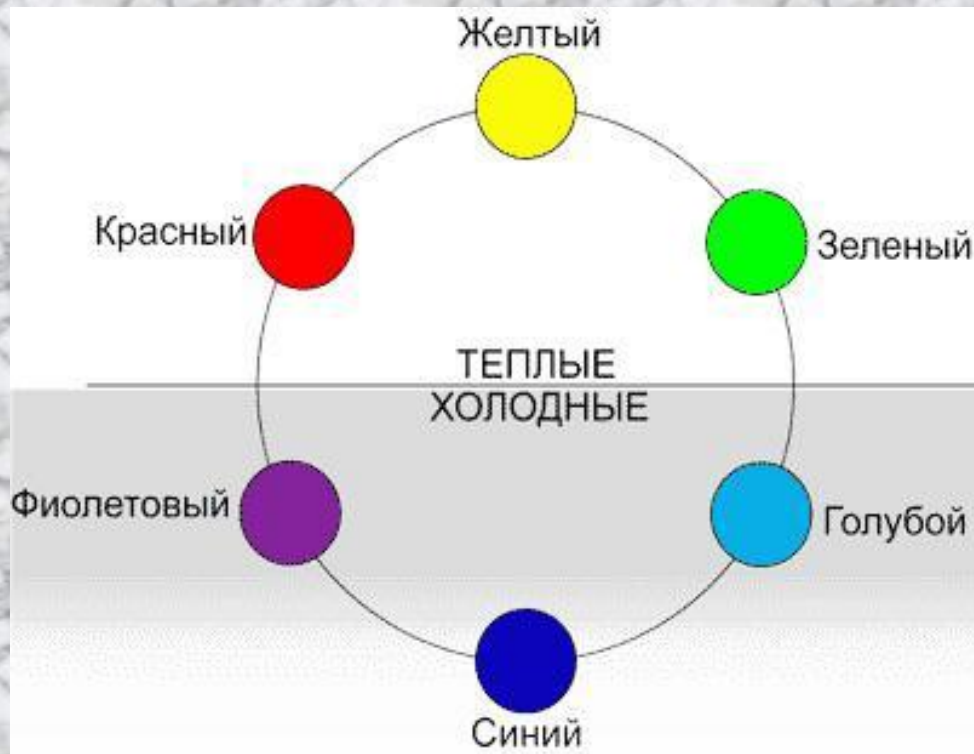 Желтый
Красный
Зеленый
ТЕПЛЫЕ
ХОЛОДНЫЕ
Фиолетовый
Голубой
Синий